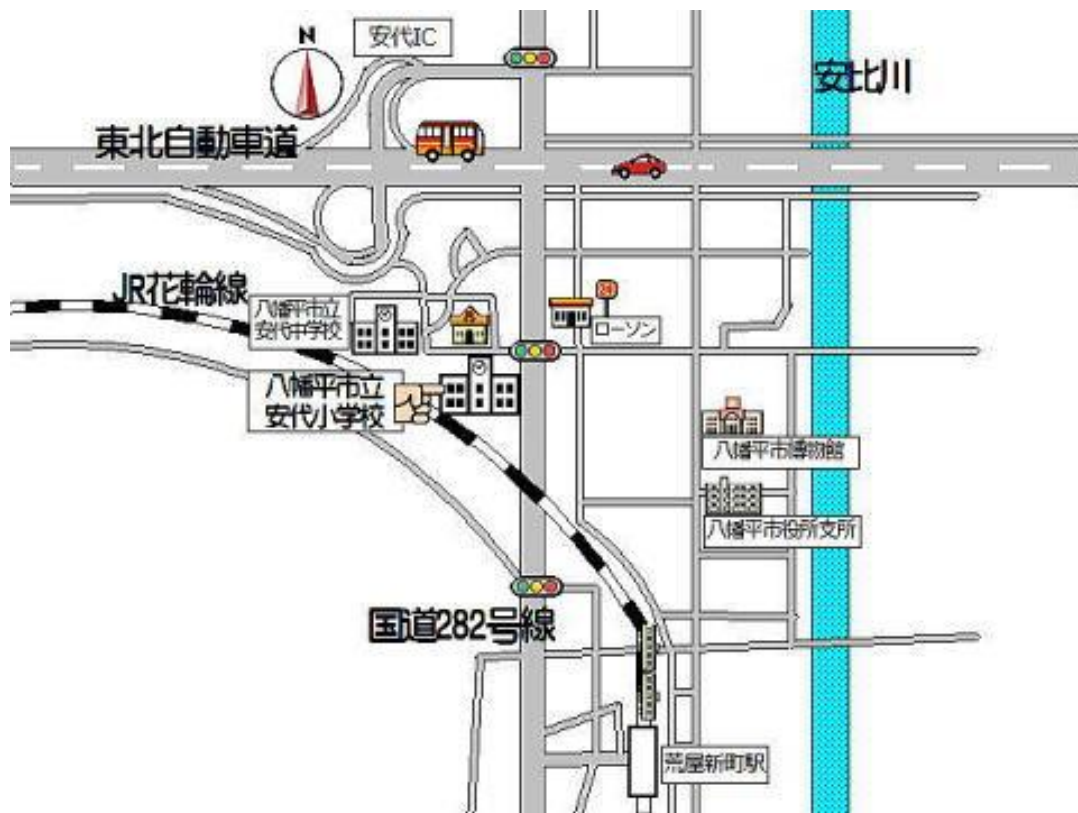 N
安代IC
安比川
東北自動車道
JR花輪線
八幡平市立
安代中学校
24
ローソン
八幡平市立
安代小学校
八幡平市博物館
八幡平市役所支所
国道282号線
荒屋新町駅